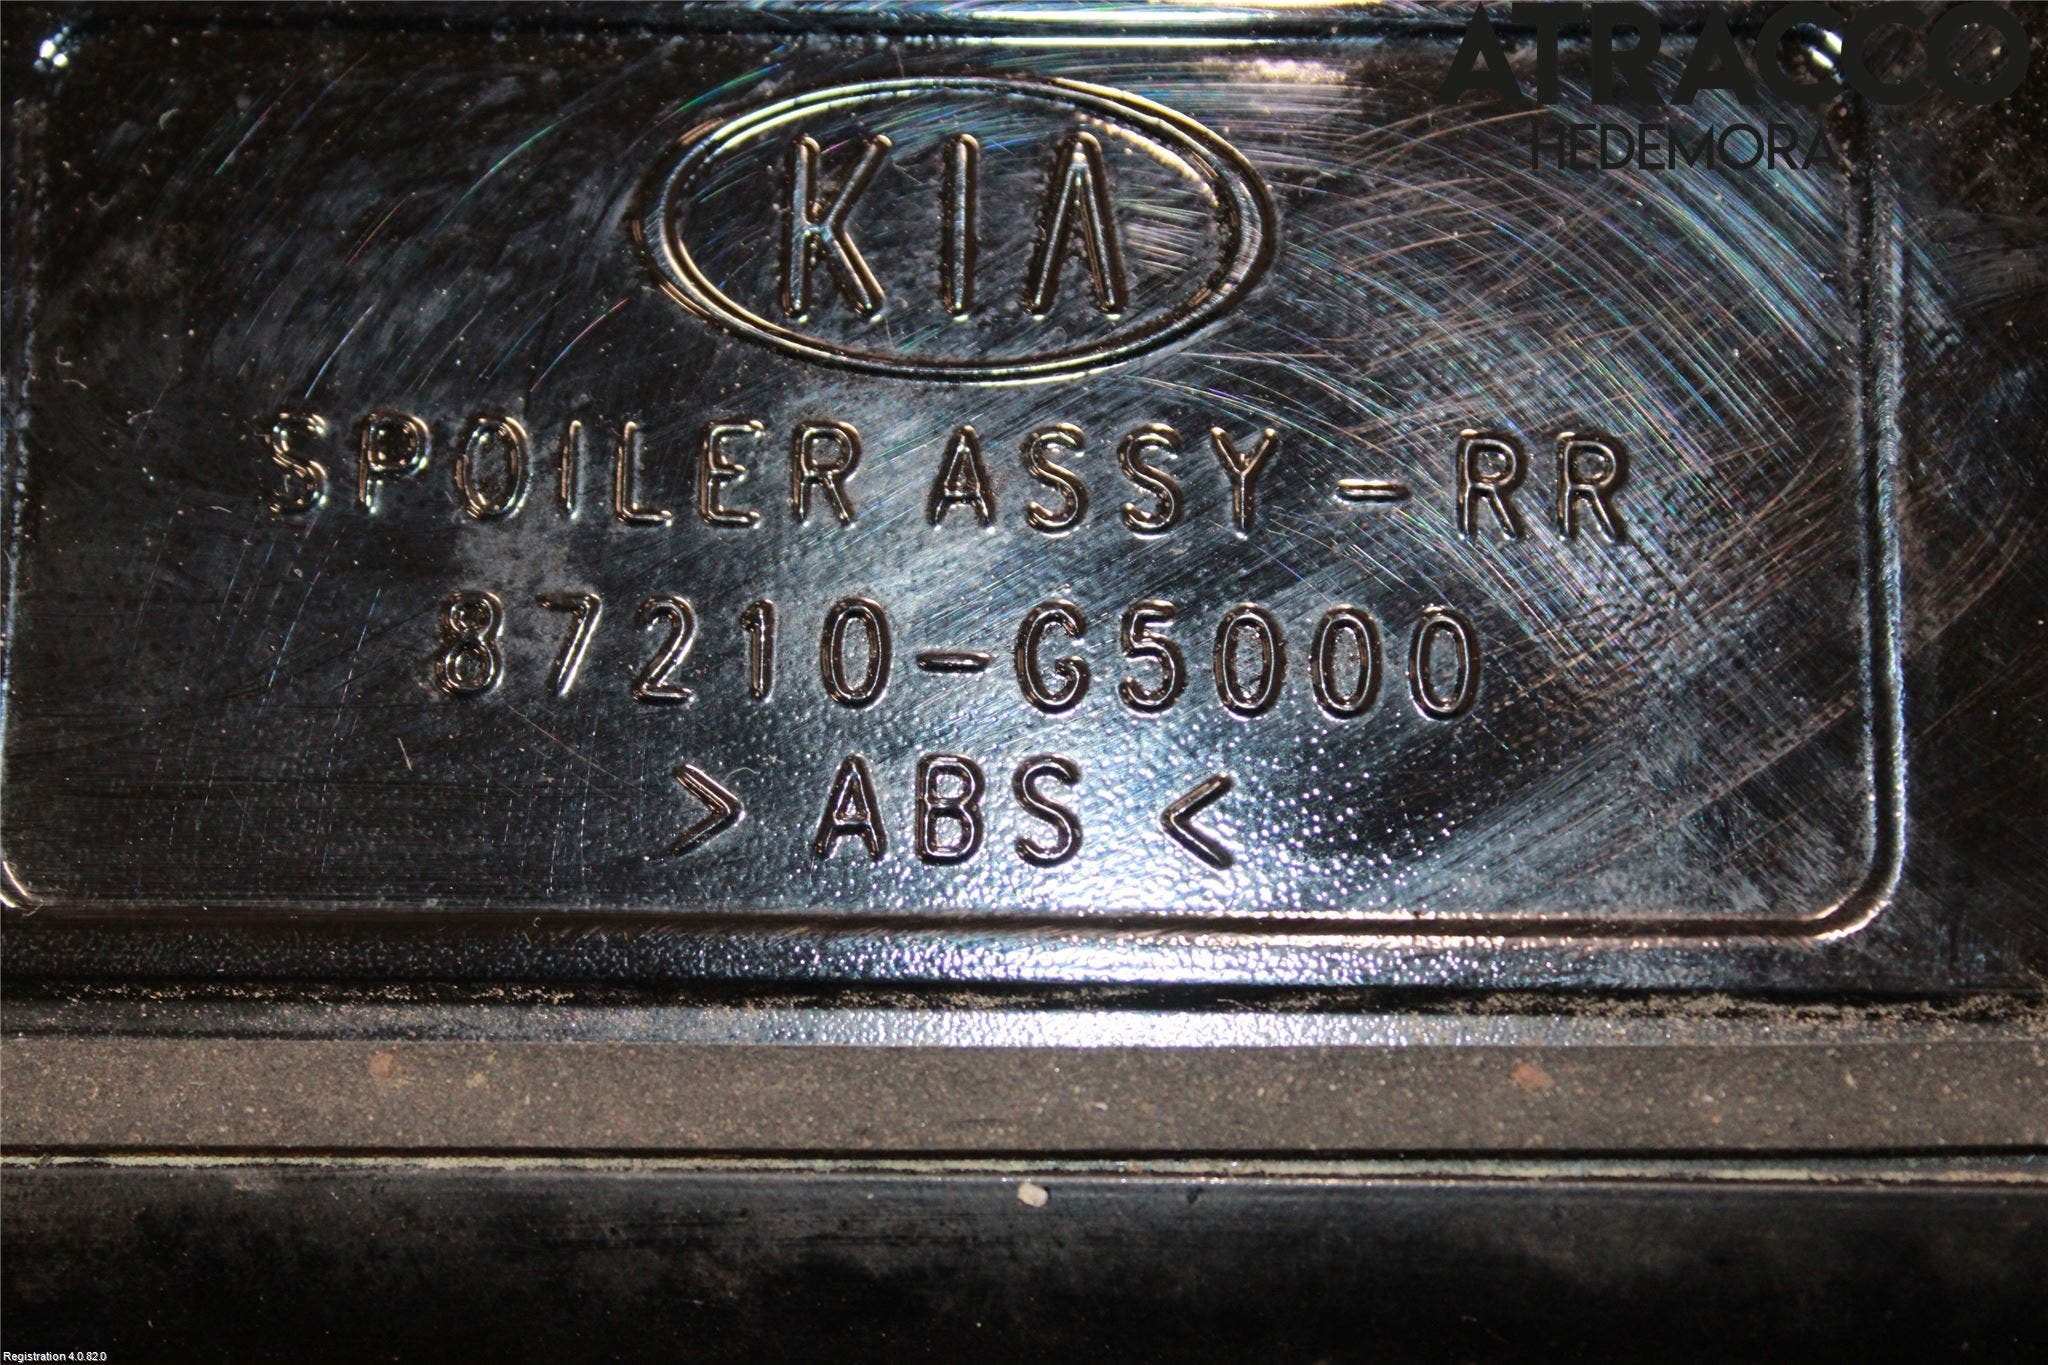 ATRACCO
HEDEMORA
KIA
SPOILER ASSY-RR
87210-G5000
>ABS<
Registration 4.0.82.0